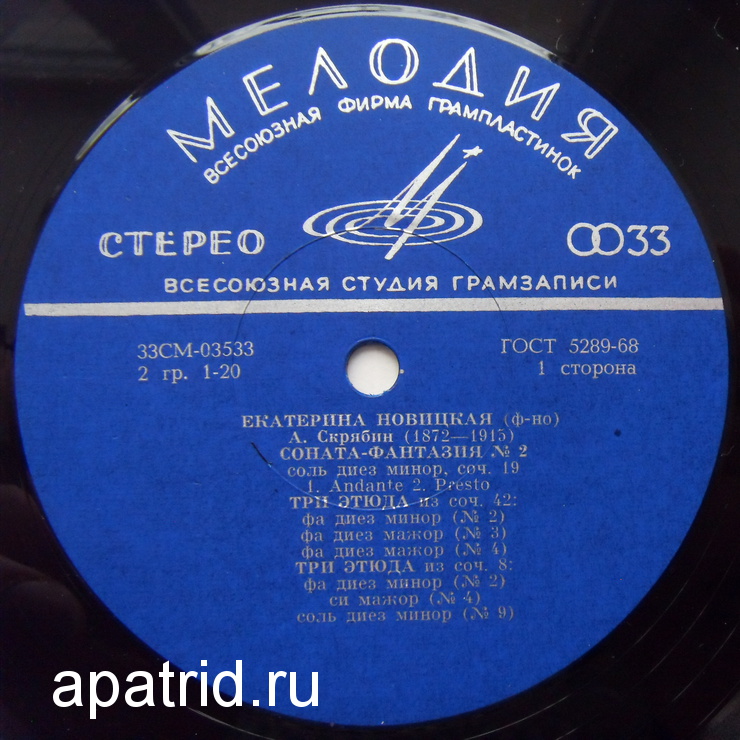 МЕЛОДИЯ
ВСЕСОЮЗНАЯ ФИРМА ГРАМПЛАСТИНОК
СТЕРЕО
33
ВСЕСОЮЗНАЯ СТУДИЯ ГРАМЗАПИСИ
33СМ-03533
ГОСТ 5289-68
2 гр. 1-20
1 сторона
ЕКАТЕРИНА НОВИЦКАЯ (ф-но)
А. Скрябин (1872—1915)
СОНАТА-ФАНТАЗИЯ № 2
соль диез минор, соч. 19
1. Andante 2. Presto
ТРИ ЭТЮДА из соч. 42:
фа диез минор (№ 2)
фа диез мажор (№ 3)
фа диез мажор (№ 4)
ТРИ ЭТЮДА из соч. 8:
фа диез минор (№ 2)
си мажор (№ 4)
соль диез минор (№ 9)
apatrid.ru